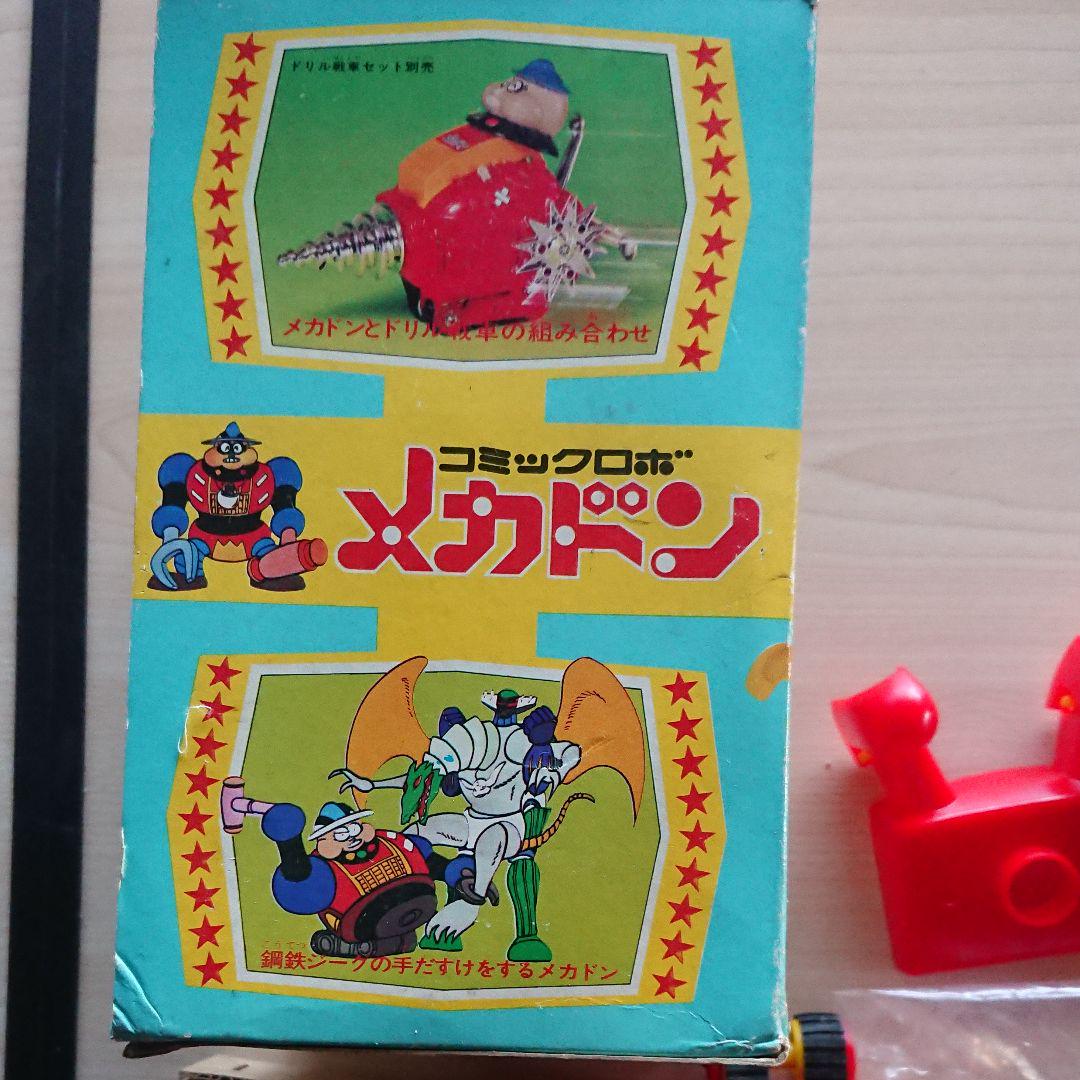 ドリル戦車セット別売
メカドンとドリル戦車の組み合わせ
コミックロボ
メカドン
鋼鉄ジーグの手だすけをするメカドン